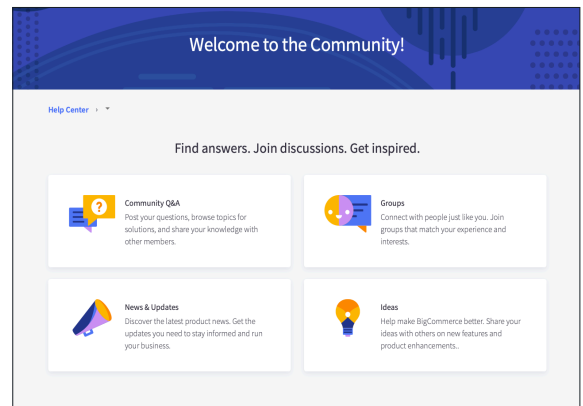 Welcome to the Community!
Help Center ›
Find answers. Join discussions. Get inspired.
Community Q&A
Post your questions, browse topics for
solutions, and share your knowledge with
other members.
Groups
Connect with people just like you. Join
groups that match your experience and
interests.
News & Updates
Discover the latest product news. Get the
updates you need to stay informed and run
your business.
Ideas
Help make BigCommerce better. Share your
ideas with others on new features and
product enhancements..